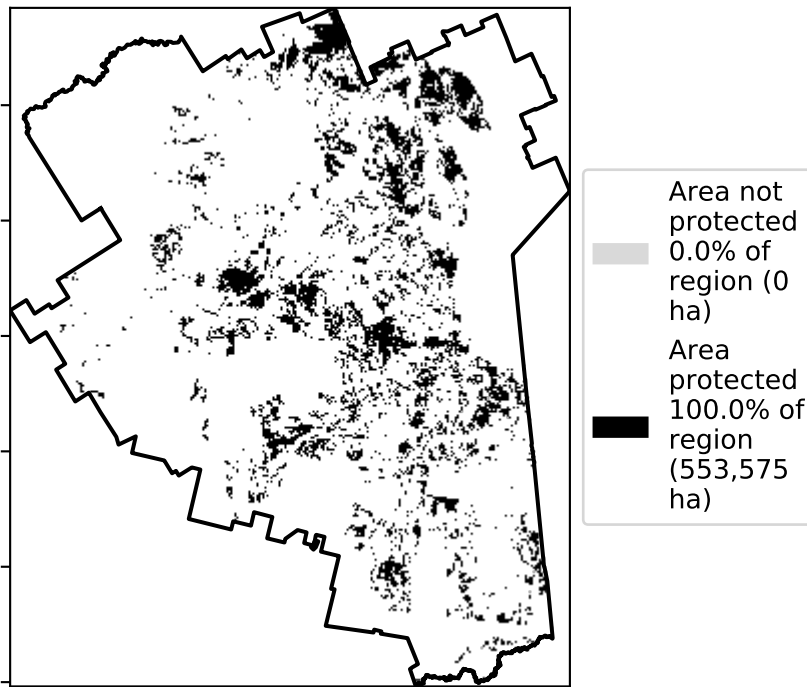 Area not
protected
0.0% of
region (0
ha)
Area
protected
100.0% of
region
(553,575
ha)